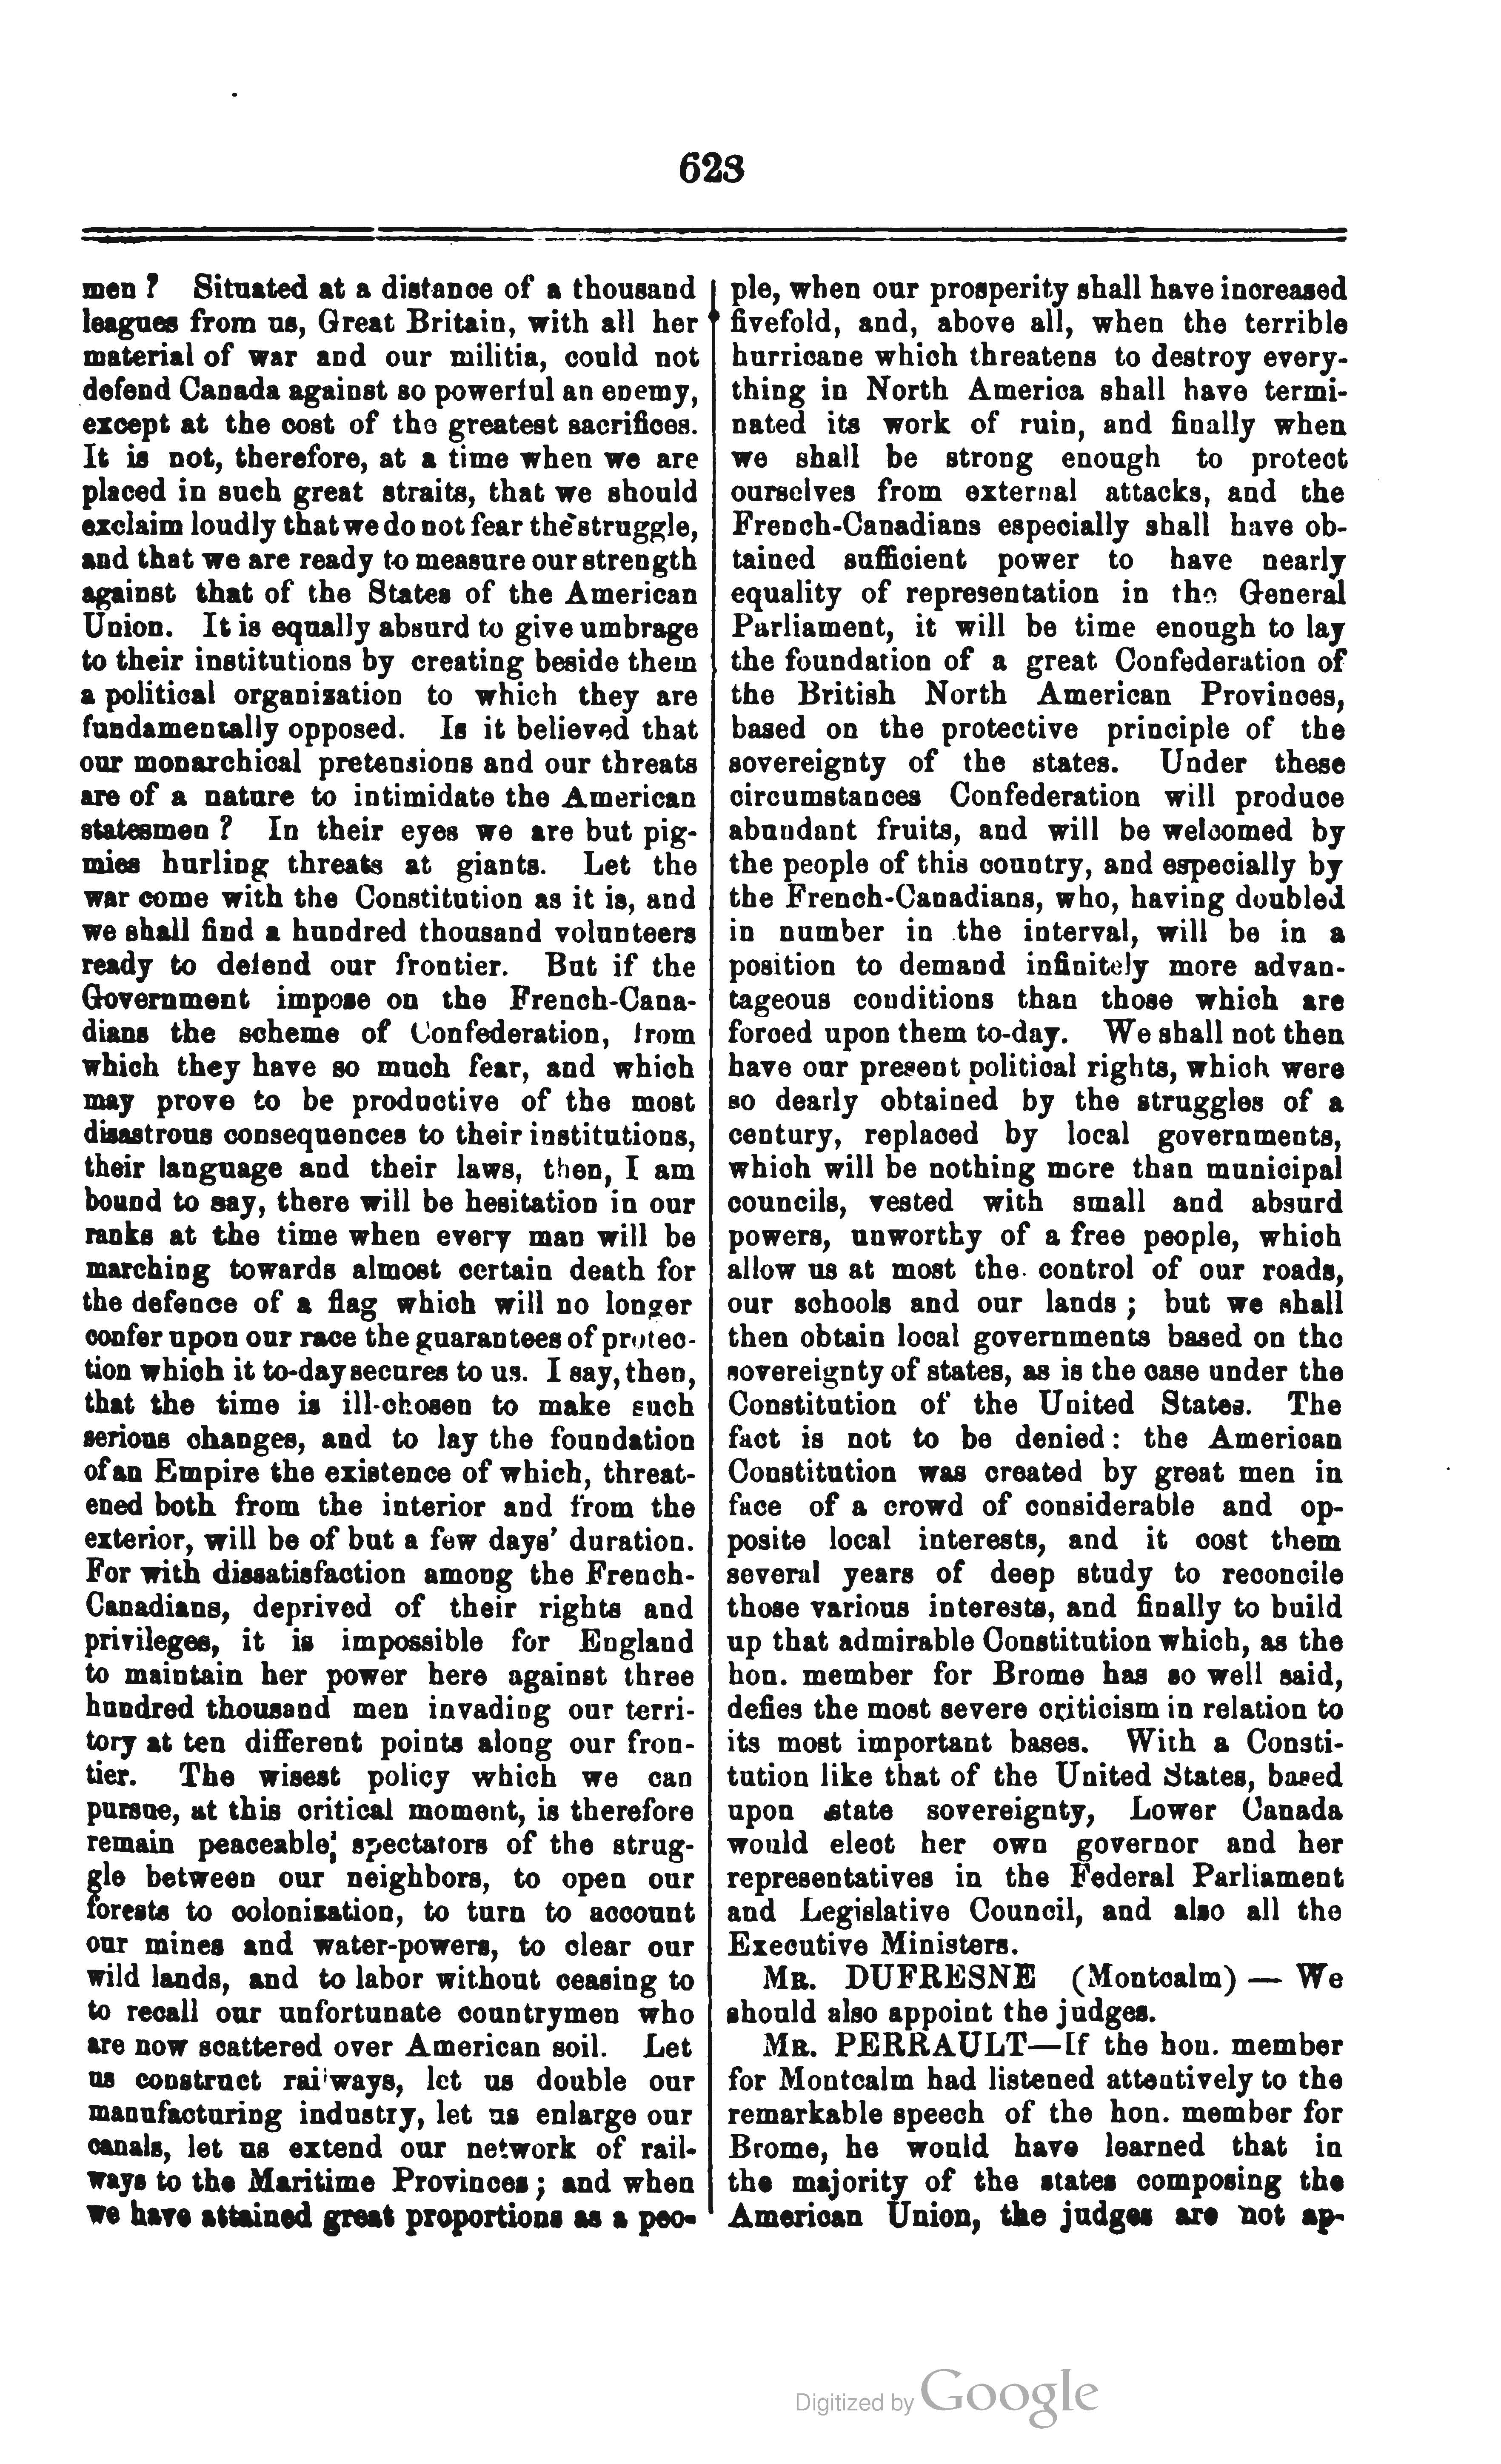 623
men ? Situated at a distance of a thousand
leagues from us, Great Britain, with all her
material of war and our militia, could not
defend Canada against so powerful an enemy,
except at the cost of the greatest sacrifices.
It is not, therefore, at a time when we are
placed in such great straits, that we should
exclaim loudly that we do not fear the struggle,
and that we are ready to measure our strength
against that of the States of the American
Union. It is equally absurd to give umbrage
to their institutions by creating beside them
a political organization to which they are
fundamentally opposed. Is it believed that
our monarchical pretensions and our threats
are of a nature to intimidate the American
statesmen ? In their eyes we are but pig-
mies hurling threats at giants. Let the
war come with the Constitution as it is, and
we shall find a hundred thousand volunteers
ready to defend our frontier. But if the
Government impose on the French-Cana-
dians the scheme of Confederation, from
which they have so much fear, and which
may prove to be productive of the most
disastrous consequences to their institutions,
their language and their laws, then, I am
bound to say, there will be hesitation in our
ranks at the time when every man will be
marching towards almost certain death for
the defence of a flag which will no longer
confer upon our race the guarantees of protec-
tion which it to-day secures to us. I say, then,
that the time is ill-chosen to make such
serious changes, and to lay the foundation
of an Empire the existence of which, threat-
ened both from the interior and from the
exterior, will be of but a few days' duration.
For with dissatisfaction among the French-
Canadians, deprived of their rights and
privileges, it is impossible for England
to maintain her power here against three
hundred thousand men invading our terri-
tory at ten different points along our fron-
tier. The wisest policy which we can
pursue, at this critical moment, is therefore
remain peaceable; spectators of the strug-
gle between our neighbors, to open our
forests to colonization, to turn to account
our mines and water-powers, to clear our
wild lands, and to labor without ceasing to
to recall our unfortunate countrymen who
are now scattered over American soil. Let
us construct railways, let us double our
manufacturing industry, let us enlarge our
canals, let us extend our network of rail-
ways to the Maritime Provinces ; and when
we have attained great proportions as a peo-
ple, when our prosperity shall have increased
fivefold, and, above all, when the terrible
hurricane which threatens to destroy every-
thing in North America shall have termi-
nated its work of ruin, and finally when
we shall be strong enough to protect
ourselves from external attacks, and the
French-Canadians especially shall have ob-
tained sufficient power to have nearly
equality of representation in the General
Parliament, it will be time enough to lay
the foundation of a great Confederation of
the British North American Provinces,
based on the protective principle of the
sovereignty of the states. Under these
circumstances Confederation will produce
abundant fruits, and will be welcomed by
the people of this country, and especially by
the French-Canadians, who, having doubled
in number in the interval, will be in a
position to demand infinitely more advan-
tageous conditions than those which are
forced upon them to-day. We shall not then
have our present political rights, which were
so dearly obtained by the struggles of a
century, replaced by local governments,
which will be nothing more than municipal
councils, vested with small and absurd
powers, unworthy of a free people, which
allow us at most the control of our roads,
our schools and our lands ; but we shall
then obtain local governments based on the
sovereignty of states, as is the case under the
Constitution of the United States. The
fact is not to be denied : the American
Constitution was created by great men in
face of a crowd of considerable and op-
posite local interests, and it cost them
several years of deep study to reconcile
those various interests, and finally to build
up that admirable Constitution which, as the
hon. member for Brome has so well said,
defies the most severe criticism in relation to
its most important bases. With a Consti-
tution like that of the United States, based
upon state sovereignty, Lower Canada
would elect her own governor and her
representatives in the Federal Parliament
and Legislative Council, and also all the
Executive Ministers.
MR. DUFRESNE (Montcalm) — We
should also appoint the judges.
MR. PERRAULT—If the hon. member
for Montcalm had listened attentively to the
remarkable speech of the hon. member for
Brome, he would have learned that in
the majority of the states composing the
American Union, the judges are not ap-
Digitized by Google